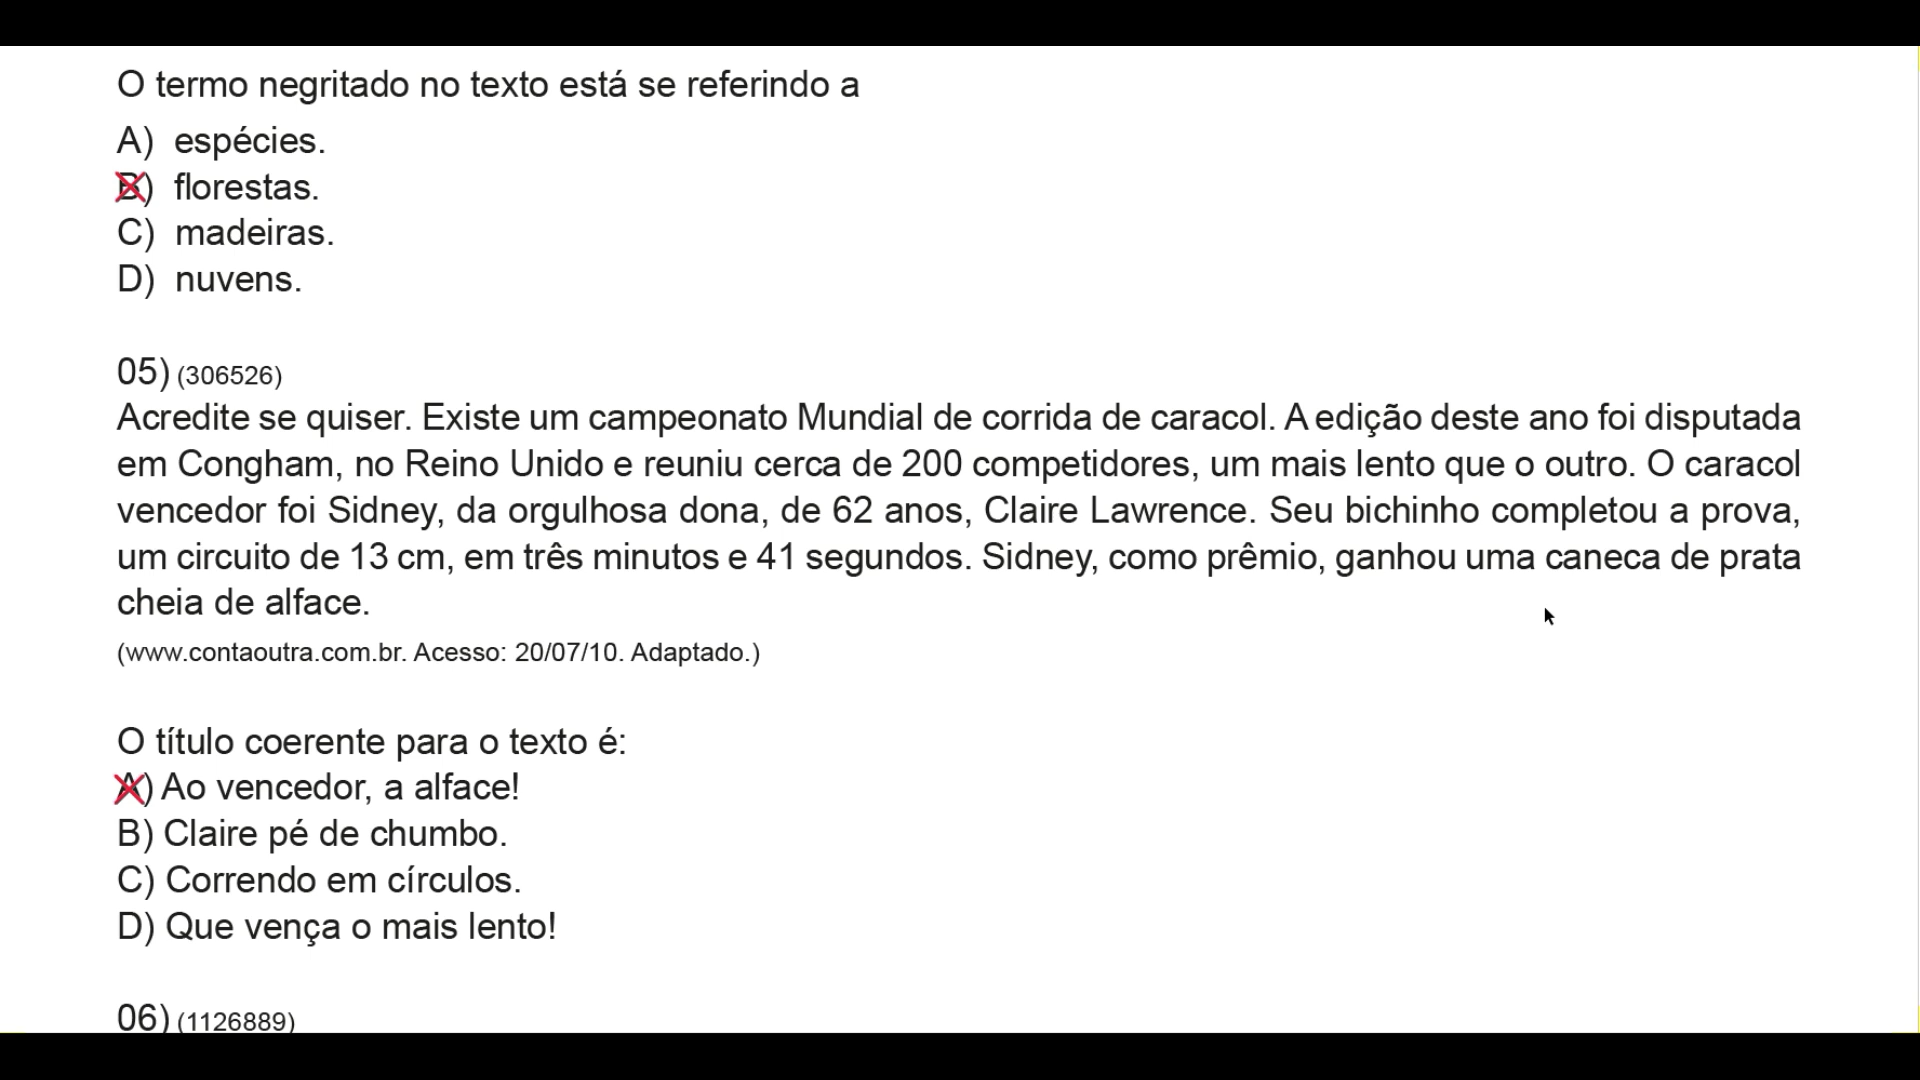 O termo negritado no texto está se referindo a
A) espécies.
B) florestas.
C) madeiras.
D) nuvens.
05) (306526)
Acredite se quiser. Existe um campeonato Mundial de corrida de caracol. A edição deste ano foi disputada
em Congham, no Reino Unido e reuniu cerca de 200 competidores, um mais lento que o outro. O caracol
vencedor foi Sidney, da orgulhosa dona, de 62 anos, Claire Lawrence. Seu bichinho completou a prova,
um circuito de 13 cm, em três minutos e 41 segundos. Sidney, como prêmio, ganhou uma caneca de prata
cheia de alface.
(www.contaoutra.com.br. Acesso: 20/07/10. Adaptado.)
O título coerente para o texto é:
A) Ao vencedor, a alface!
B) Claire pé de chumbo.
C) Correndo em círculos.
D) Que vença o mais lento!
06) (1126889)